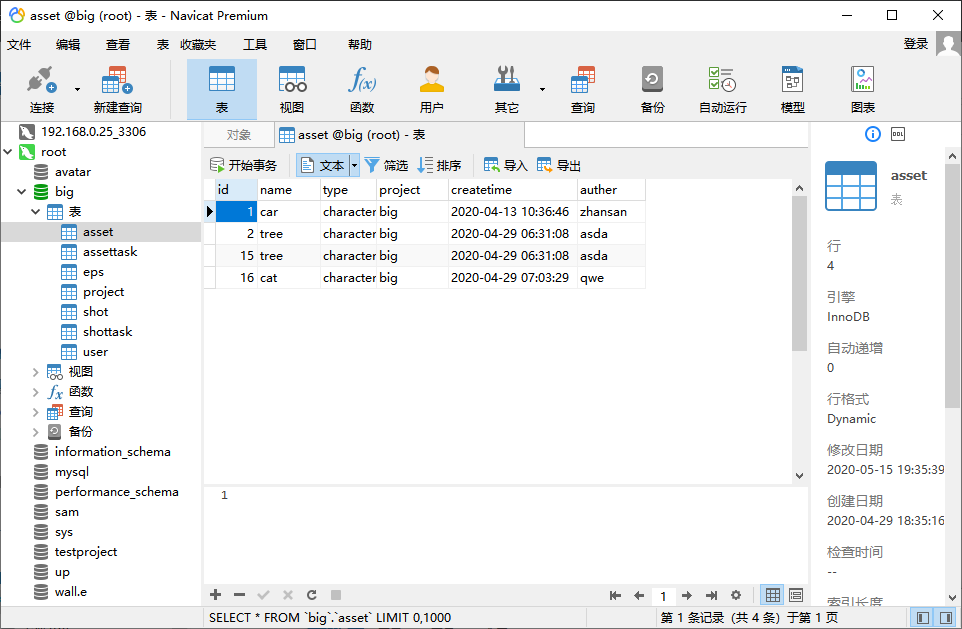 asset @big (root) - 表 - Navicat Premium
文件 编辑 查看 表 收藏夹 工具 窗口 帮助 登录
连接 新建查询 表 视图 函数 用户 其它 查询 备份 自动运行 模型 图表
192.168.0.25_3306
root
avatar
big
表
asset
assettask
eps
project
shot
shottask
user
视图
函数
查询
备份
information_schema
mysql
performance_schema
sam
sys
testproject
up
wall.e
对象 asset @big (root) - 表
开始事务 文本 筛选 排序 导入 导出
id name type project createtime auther
1 car character big 2020-04-13 10:36:46 zhansan
2 tree character big 2020-04-29 06:31:08 asda
15 tree character big 2020-04-29 06:31:08 asda
16 cat character big 2020-04-29 07:03:29 qwe
1
1
SELECT * FROM `big`.`asset` LIMIT 0,1000 第 1 条记录 (共 4 条) 于第 1 页
DDL
asset
表
行
4
引擎
InnoDB
自动递增
0
行格式
Dynamic
修改日期
2020-05-15 19:35:39
创建日期
2020-04-29 18:35:16
检查时间
--
索引长度